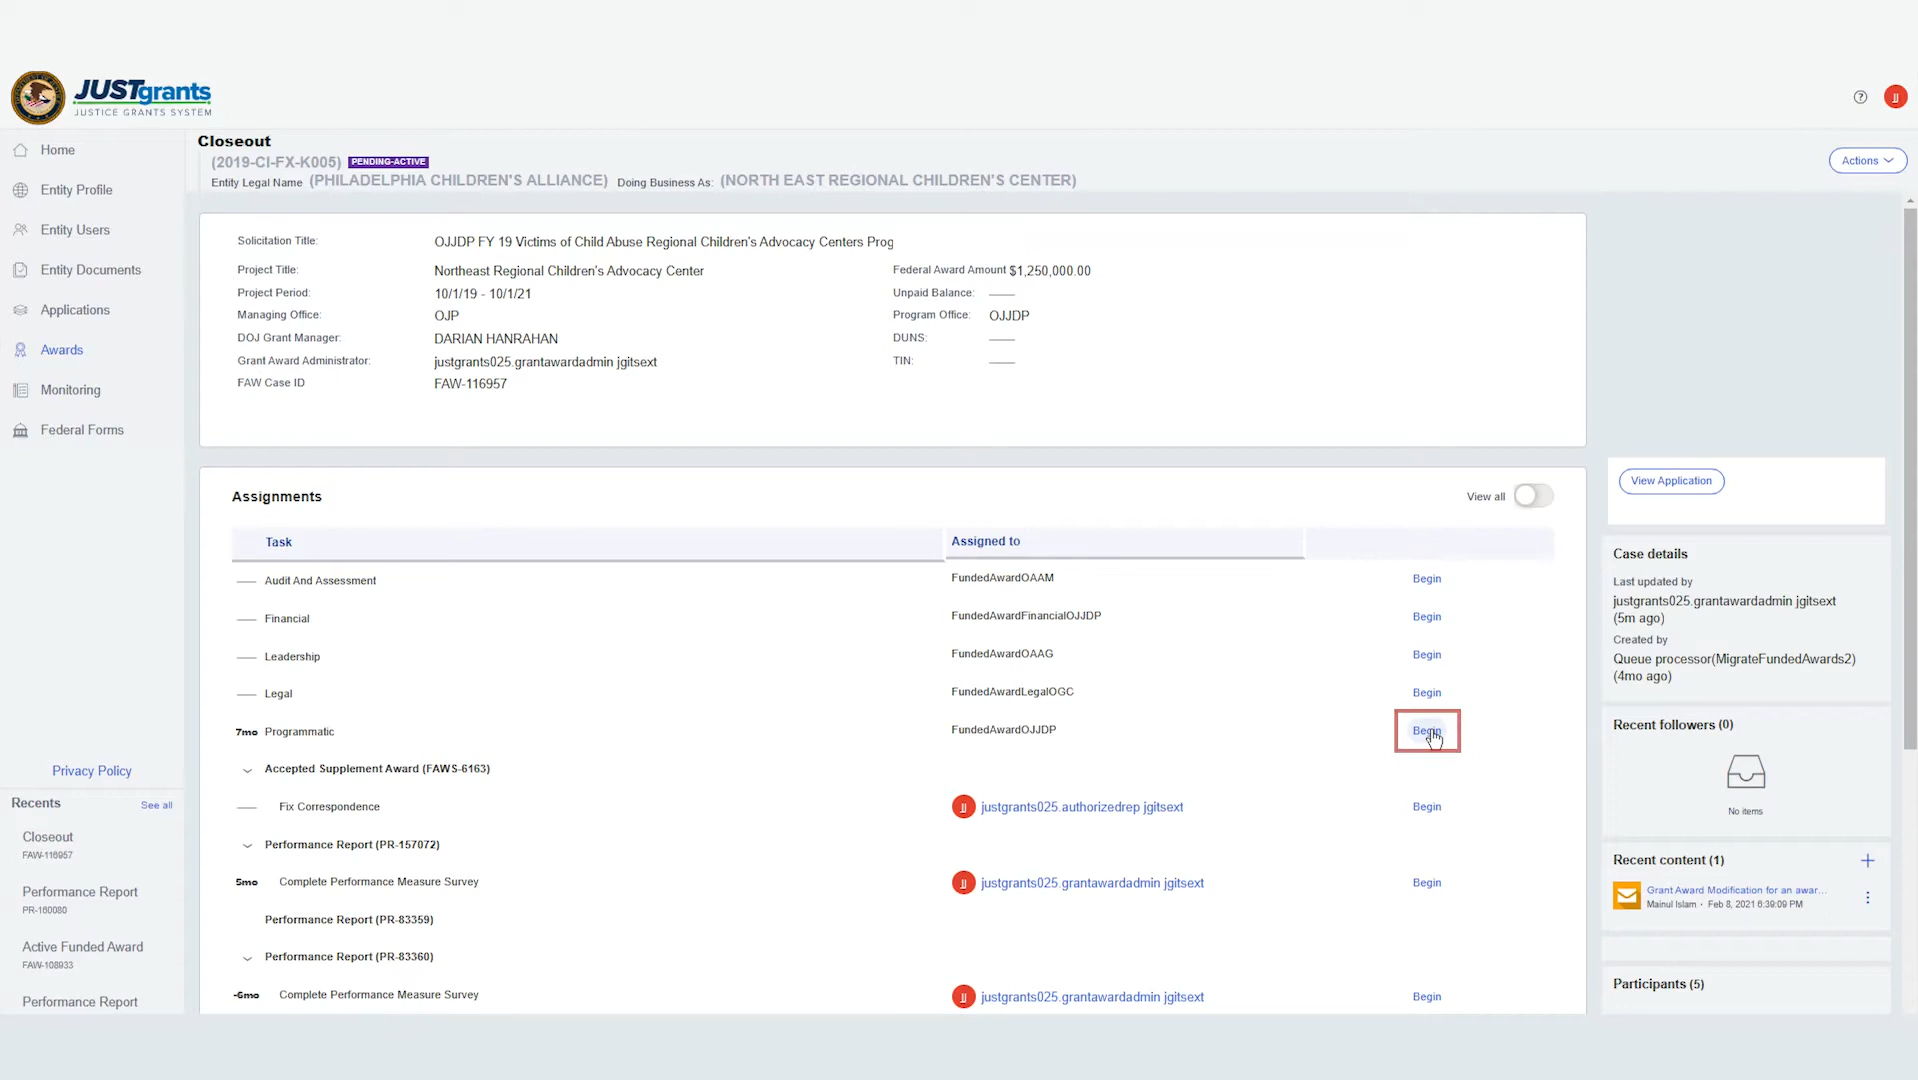 JUSTgrants
JUSTICE GRANTS SYSTEM
?
JJ
Home
Entity Profile
Entity Users
Entity Documents
Applications
Awards
Monitoring
Federal Forms
Privacy Policy
Recents See all
Closeout
FAW-116957
Performance Report
PR-160080
Active Funded Award
FAW-108933
Performance Report
Closeout
(2019-CI-FX-K005) PENDING-ACTIVE
Entity Legal Name (PHILADELPHIA CHILDREN'S ALLIANCE) Doing Business As: (NORTH EAST REGIONAL CHILDREN'S CENTER)
Actions
Solicitation Title: OJJDP FY 19 Victims of Child Abuse Regional Children's Advocacy Centers Prog
Project Title: Northeast Regional Children's Advocacy Center Federal Award Amount $1,250,000.00
Project Period: 10/1/19 - 10/1/21 Unpaid Balance: ——
Managing Office: OJP Program Office: OJJDP
DOJ Grant Manager: DARIAN HANRAHAN DUNS: ——
Grant Award Administrator: justgrants025.grantawardadmin jgitsext TIN: ——
FAW Case ID FAW-116957
Assignments View all
Task Assigned to
—— Audit And Assessment FundedAwardOAAM Begin
—— Financial FundedAwardFinancialOJJDP Begin
—— Leadership FundedAwardOAAG Begin
—— Legal FundedAwardLegalOGC Begin
7mo Programmatic FundedAwardOJJDP Begin
Accepted Supplement Award (FAWS-6163)
—— Fix Correspondence JJ justgrants025.authorizedrep jgitsext Begin
Performance Report (PR-157072)
5mo Complete Performance Measure Survey JJ justgrants025.grantawardadmin jgitsext Begin
Performance Report (PR-83359)
Performance Report (PR-83360)
-6mo Complete Performance Measure Survey JJ justgrants025.grantawardadmin jgitsext Begin
View Application
Case details
Last updated by
justgrants025.grantawardadmin jgitsext
(5m ago)
Created by
Queue processor(MigrateFundedAwards2)
(4mo ago)
Recent followers (0)
No items
Recent content (1)
Grant Award Modification for an awar...
Mainul Islam · Feb 8, 2021 6:39:09 PM
Participants (5)